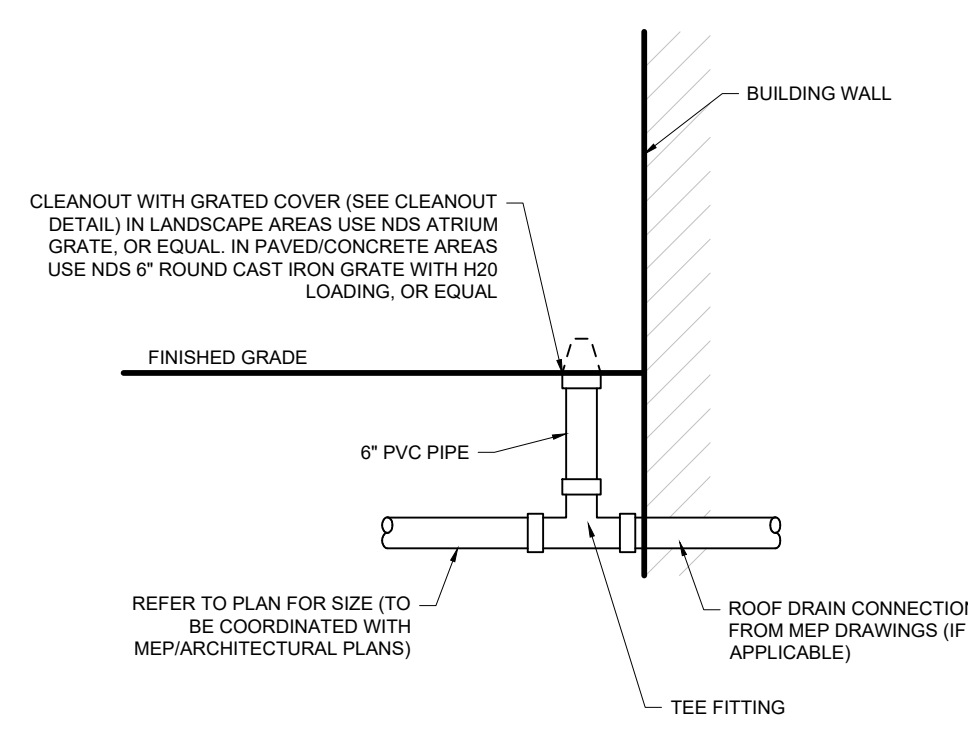 BUILDING WALL
CLEANOUT WITH GRATED COVER (SEE CLEANOUT
DETAIL) IN LANDSCAPE AREAS USE NDS ATRIUM
GRATE, OR EQUAL. IN PAVED/CONCRETE AREAS
USE NDS 6" ROUND CAST IRON GRATE WITH H20
LOADING, OR EQUAL
FINISHED GRADE
6" PVC PIPE
REFER TO PLAN FOR SIZE (TO
BE COORDINATED WITH
MEP/ARCHITECTURAL PLANS)
ROOF DRAIN CONNECTION
FROM MEP DRAWINGS (IF
APPLICABLE)
TEE FITTING